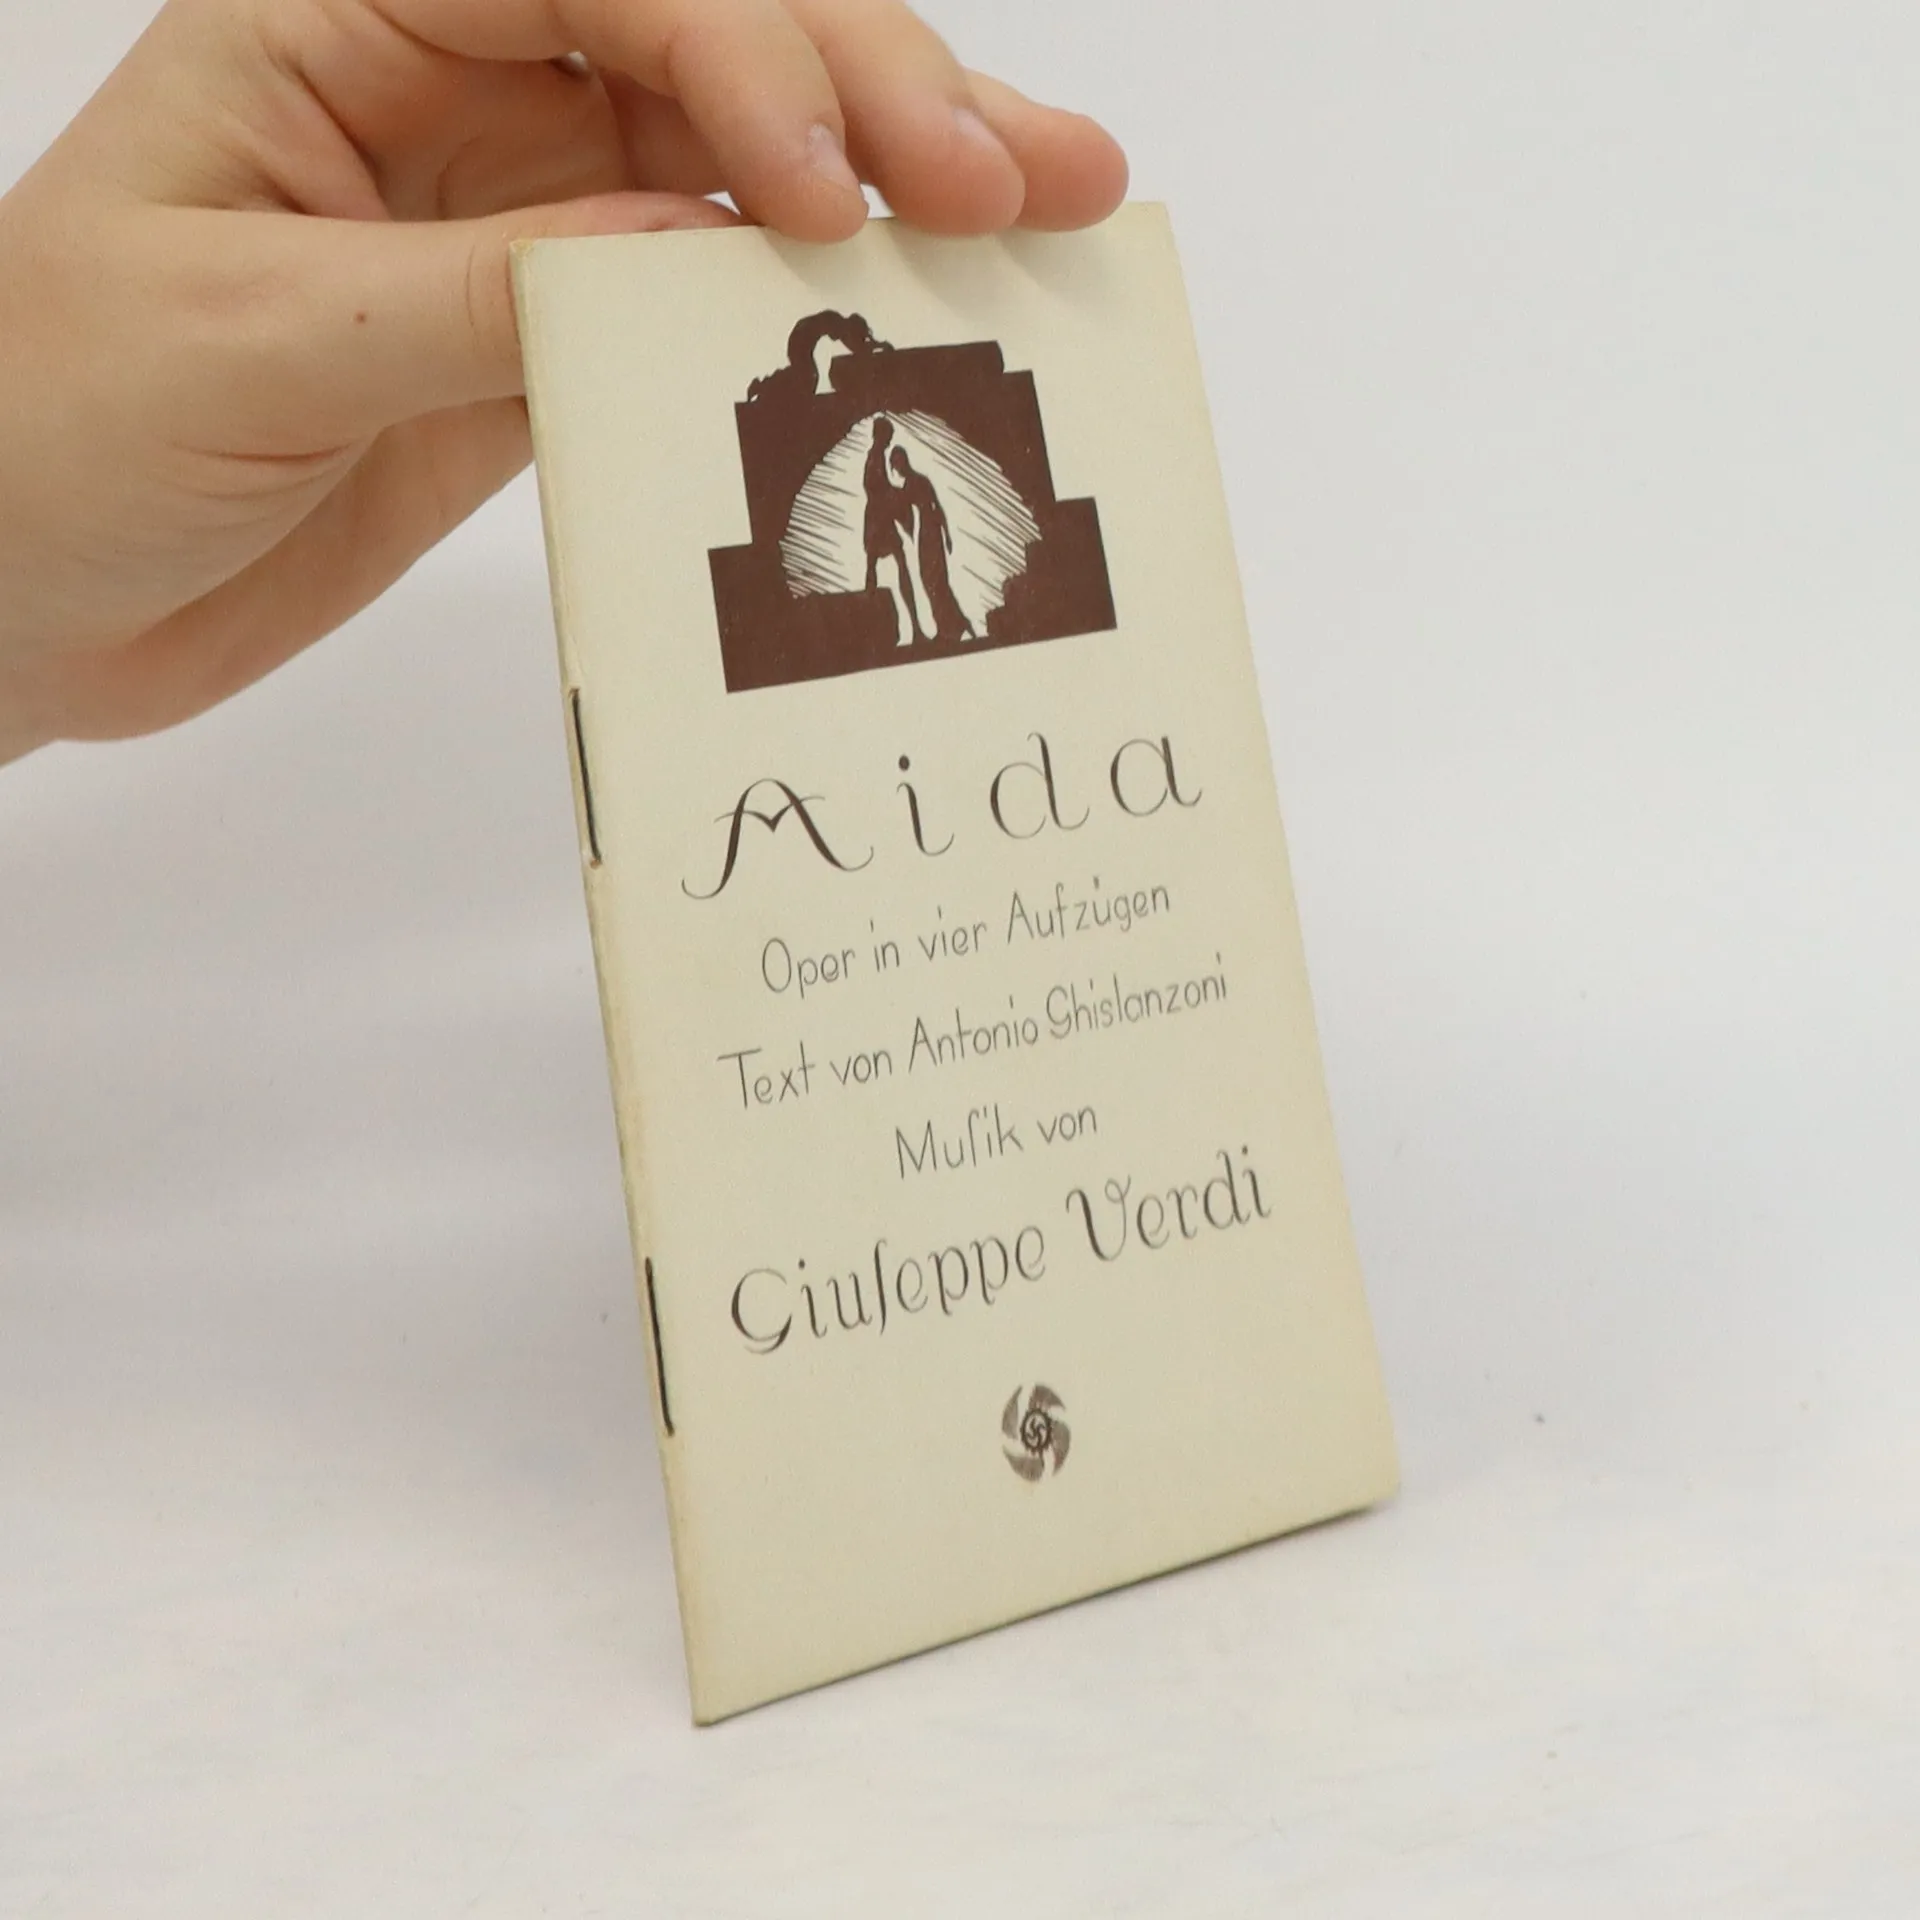 Aida
Oper in vier Aufzügen
Text von Antonio Ghislanzoni
Muſik von
Giuſeppe Verdi